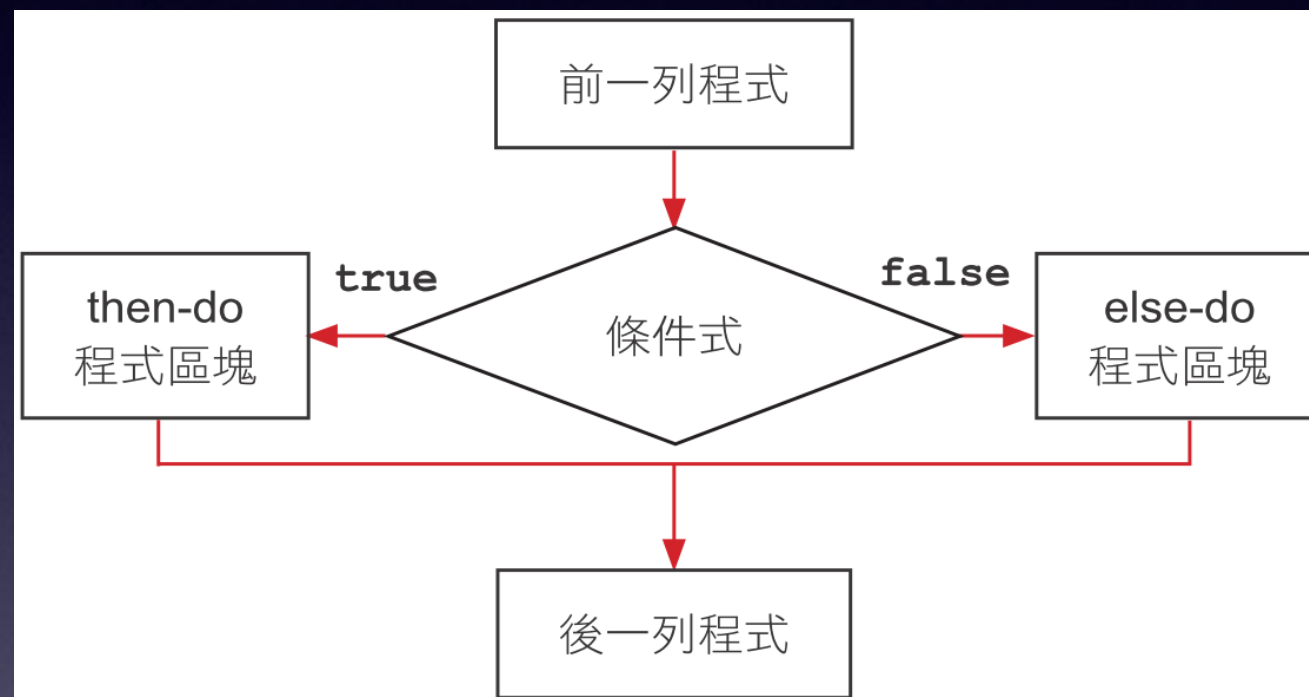 前一列程式
true
false
then-do
程式區塊
條件式
else-do
程式區塊
後一列程式